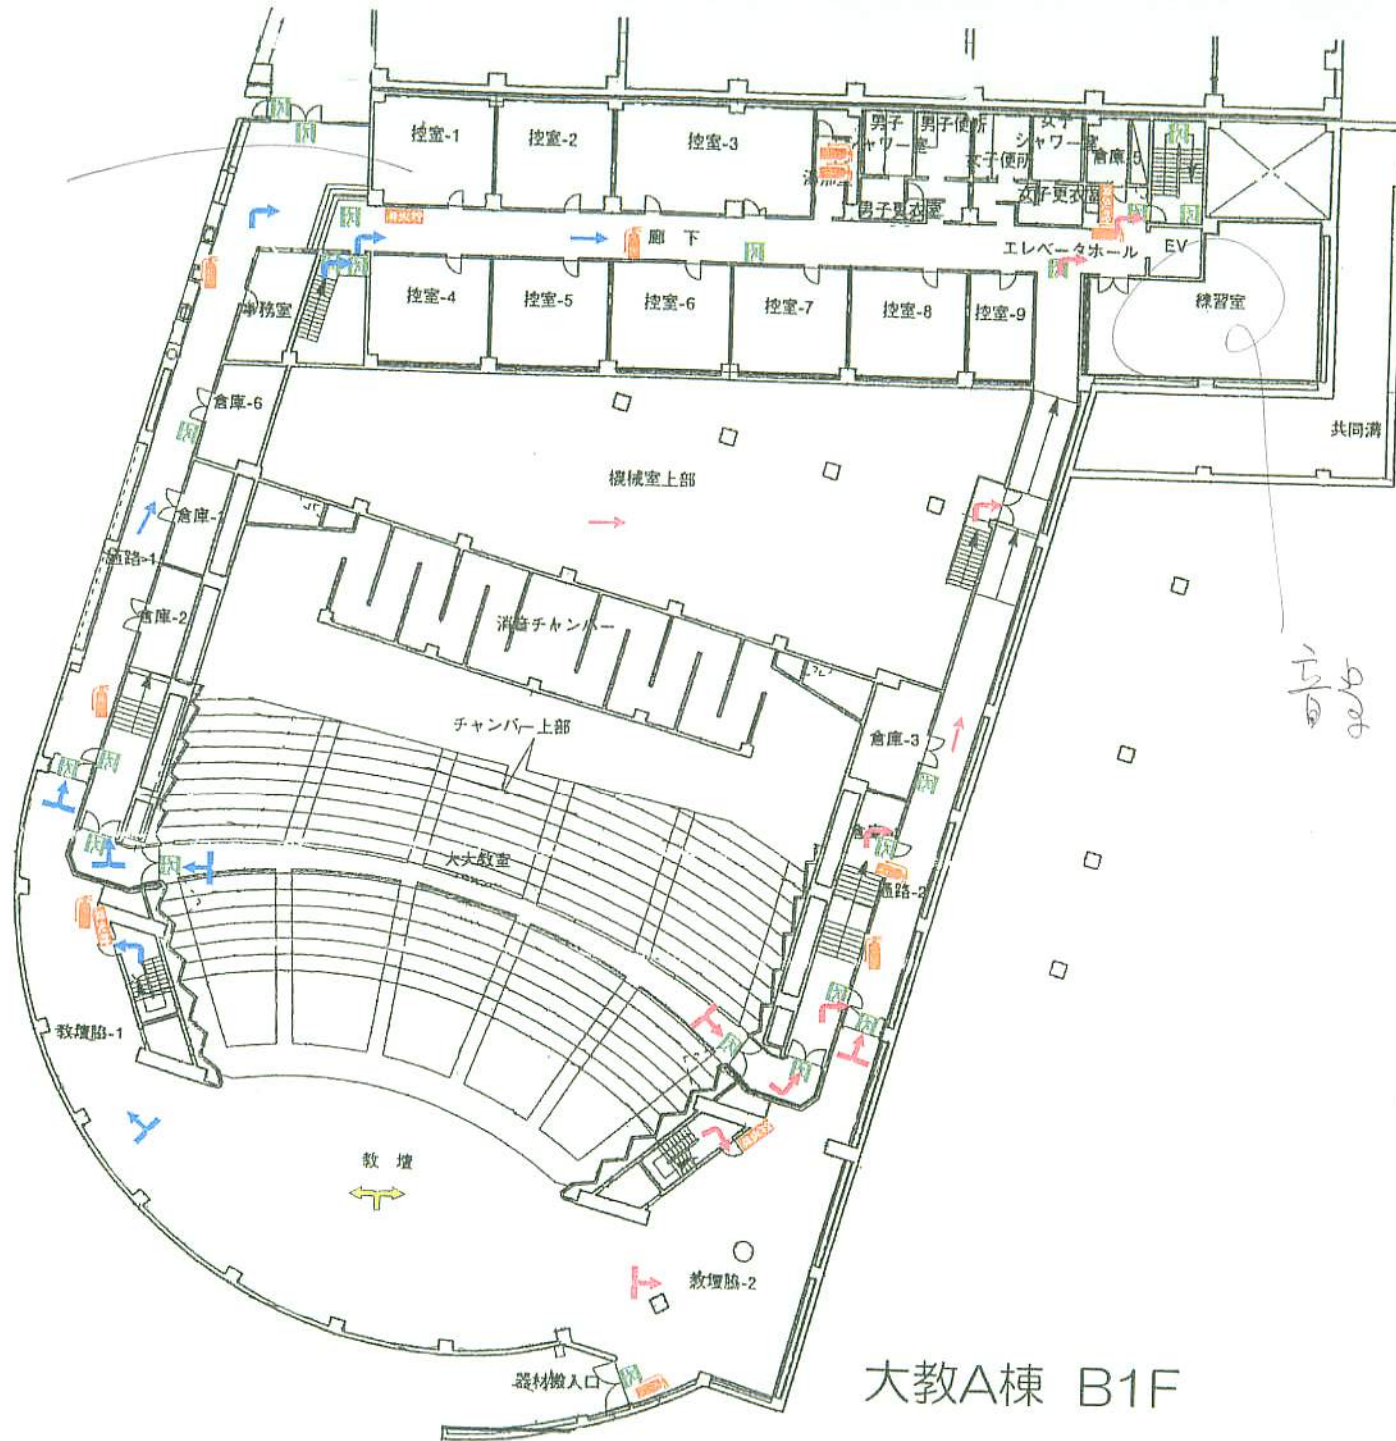 控室-1
控室-2
控室-3
男子
シャワー室
男子便所
女子便所
女子
シャワー室
倉庫-5
男子更衣室
女子更衣室
消火栓
廊 下
エレベータホール
EV
練習室
控室-4
控室-5
控室-6
控室-7
控室-8
控室-9
倉庫-6
共同溝
機械室上部
倉庫-1
通路-1
倉庫-2
消音チャンバー
チャンバー上部
倉庫-3
大大教室
通路-2
教壇脇-1
消火栓
教 壇
教壇脇-2
器材搬入口
大教A棟 B1F